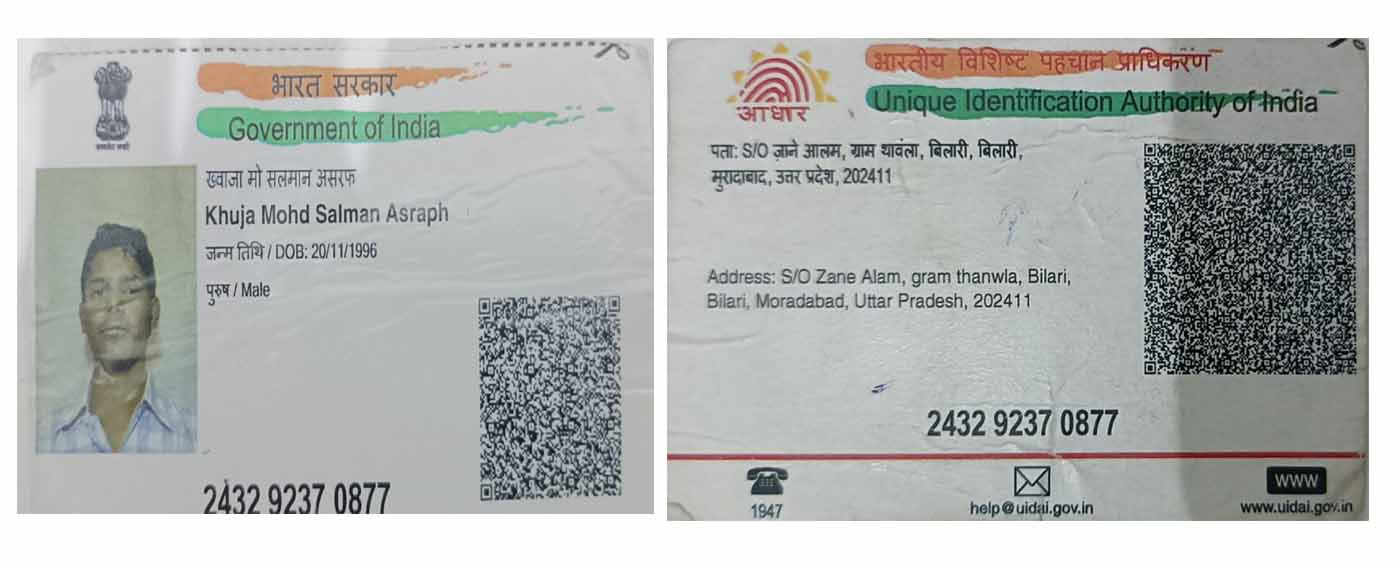 भारत सरकार
Government of India
ख्वाजा मो सलमान असरफ
Khuja Mohd Salman Asraph
जन्म तिथि / DOB: 20/11/1996
पुरुष / Male
2432 9237 0877
भारतीय विशिष्ट पहचान प्राधिकरण
Unique Identification Authority of India
आधार
पता: S/O ज़ाने आलम, ग्राम थावंला, बिलारी, बिलारी,
मुरादाबाद, उत्तर प्रदेश, 202411
Address: S/O Zane Alam, gram thanwla, Bilari,
Bilari, Moradabad, Uttar Pradesh, 202411
2432 9237 0877
1947
help@uidai.gov.in
WWW
www.uidai.gov.in